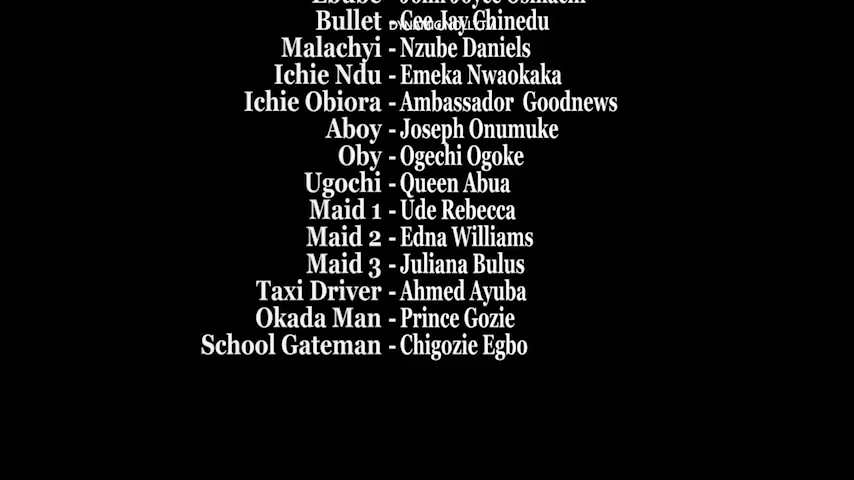 Bullet - Cee Jay Chinedu
Malachyi - Nzube Daniels
Ichie Ndu - Emeka Nwaokaka
Ichie Obiora - Ambassador Goodnews
Aboy - Joseph Onumuke
Oby - Ogechi Ogoke
Ugochi - Queen Abua
Maid 1 - Ude Rebecca
Maid 2 - Edna Williams
Maid 3 - Juliana Bulus
Taxi Driver - Ahmed Ayuba
Okada Man - Prince Gozie
School Gateman - Chigozie Egbo